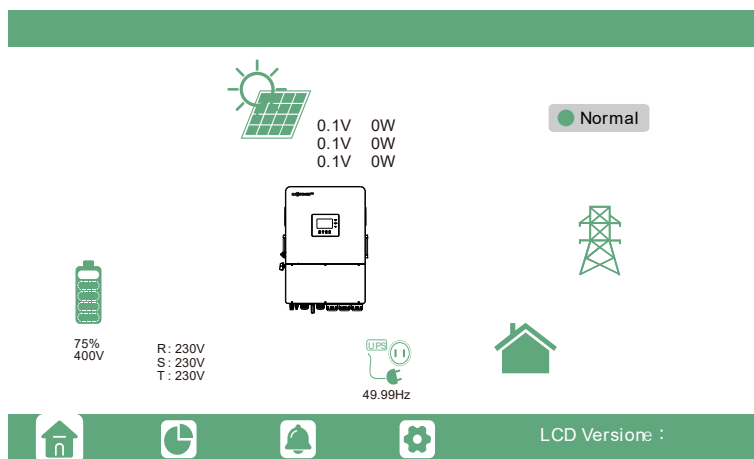 0.1V 0W
0.1V 0W
0.1V 0W
Normal
75%
400V
R: 230V
S: 230V
T: 230V
UPS
49.99Hz
LCD Versione：